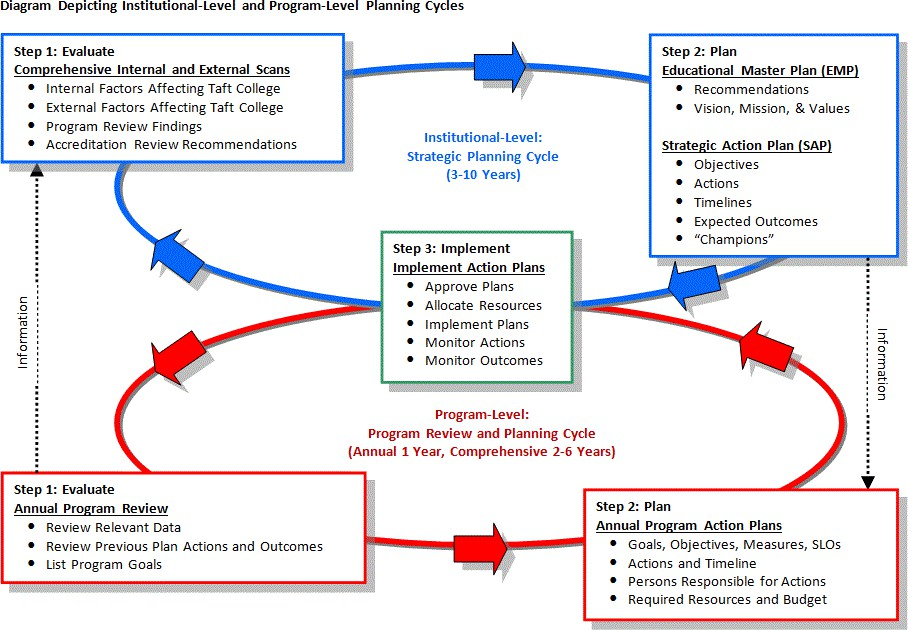 Diagram Depicting Institutional-Level and Program-Level Planning Cycles
Step 1: Evaluate
Comprehensive Internal and External Scans
• Internal Factors Affecting Taft College
• External Factors Affecting Taft College
• Program Review Findings
• Accreditation Review Recommendations
Step 2: Plan
Educational Master Plan (EMP)
• Recommendations
• Vision, Mission, & Values
Strategic Action Plan (SAP)
• Objectives
• Actions
• Timelines
• Expected Outcomes
• “Champions”
Institutional-Level:
Strategic Planning Cycle
(3-10 Years)
Step 3: Implement
Implement Action Plans
• Approve Plans
• Allocate Resources
• Implement Plans
• Monitor Actions
• Monitor Outcomes
Information
Information
Program-Level:
Program Review and Planning Cycle
(Annual 1 Year, Comprehensive 2-6 Years)
Step 1: Evaluate
Annual Program Review
• Review Relevant Data
• Review Previous Plan Actions and Outcomes
• List Program Goals
Step 2: Plan
Annual Program Action Plans
• Goals, Objectives, Measures, SLOs
• Actions and Timeline
• Persons Responsible for Actions
• Required Resources and Budget